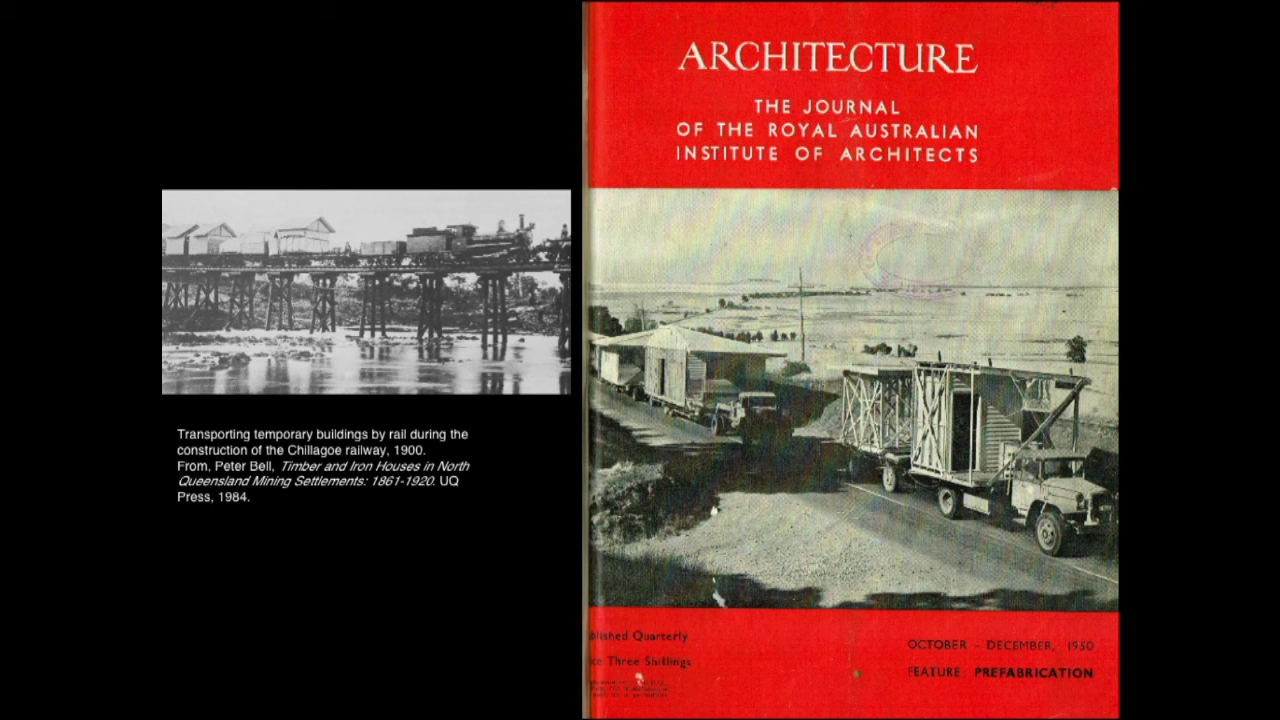 Transporting temporary buildings by rail during the
construction of the Chillagoe railway, 1900.
From, Peter Bell, Timber and Iron Houses in North
Queensland Mining Settlements: 1861-1920. UQ
Press, 1984.
ARCHITECTURE
THE JOURNAL
OF THE ROYAL AUSTRALIAN
INSTITUTE OF ARCHITECTS
blished Quarterly
ce Three Shillings
OCTOBER - DECEMBER, 1950
FEATURE: PREFABRICATION